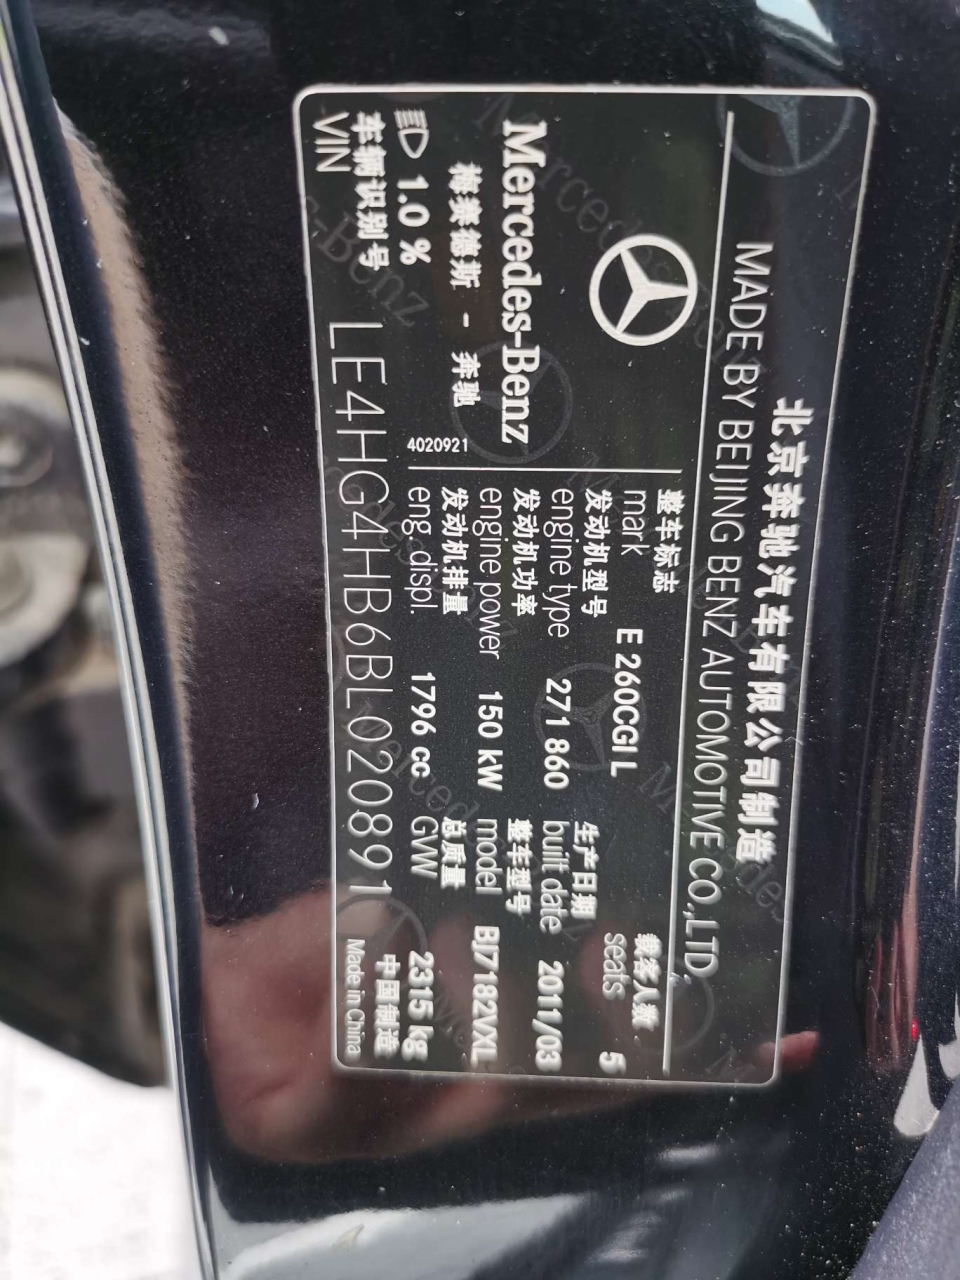 北京奔驰汽车有限公司制造
MADE BY BEIJING BENZ AUTOMOTIVE CO.,LTD
Mercedes-Benz
梅赛德斯 - 奔驰
1.0 %
4020921
整车标志
mark E 260CGI L
载客人数
seats 5
发动机型号
engine type 271 860
生产日期
built date 2011/03
发动机功率
engine power 150 kW
整车型号
model BJ7182VXL
发动机排量
eng. displ. 1796 cc
总质量
GVW 2315 kg
车辆识别号
VIN LE4HG4HB6BL020891
中国制造
Made in China